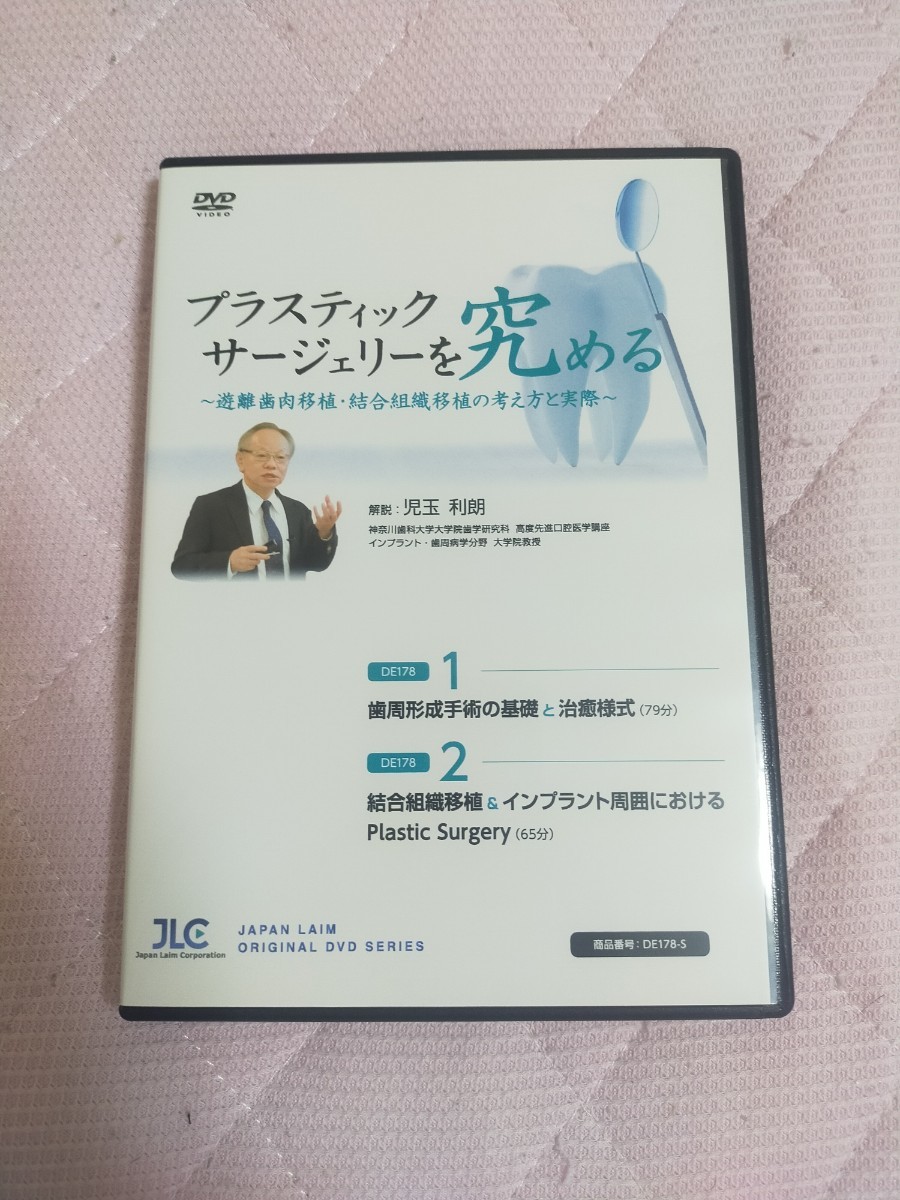 DVD
VIDEO
プラスティック
サージェリーを究める
～遊離歯肉移植・結合組織移植の考え方と実際～
解説：児玉 利朗
神奈川歯科大学大学院歯学研究科 高度先進口腔医学講座
インプラント・歯周病学分野 大学院教授
DE178 1
歯周形成手術の基礎と治癒様式（79分）
DE178 2
結合組織移植&インプラント周囲における
Plastic Surgery（65分）
JLC
Japan Laim Corporation
JAPAN LAIM
ORIGINAL DVD SERIES
商品番号：DE178-S